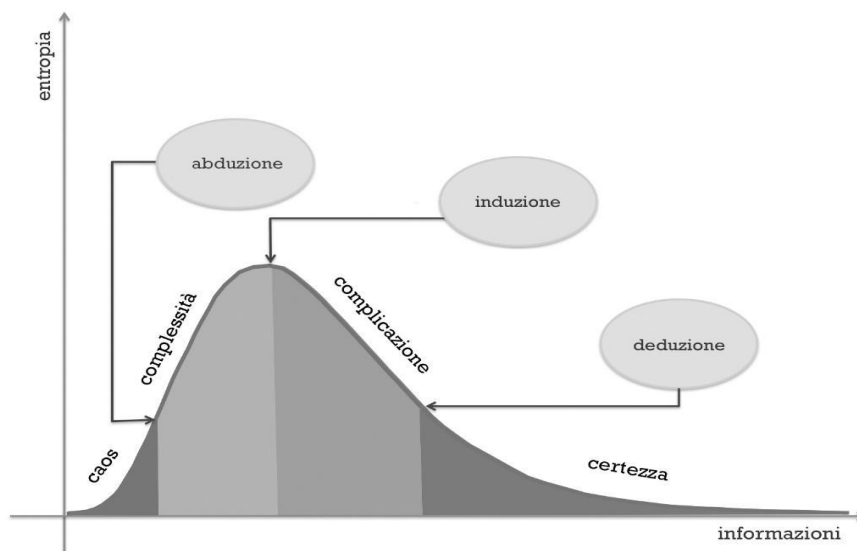 entropia
abduzione
induzione
complessità
complicazione
deduzione
caos
certezza
informazioni